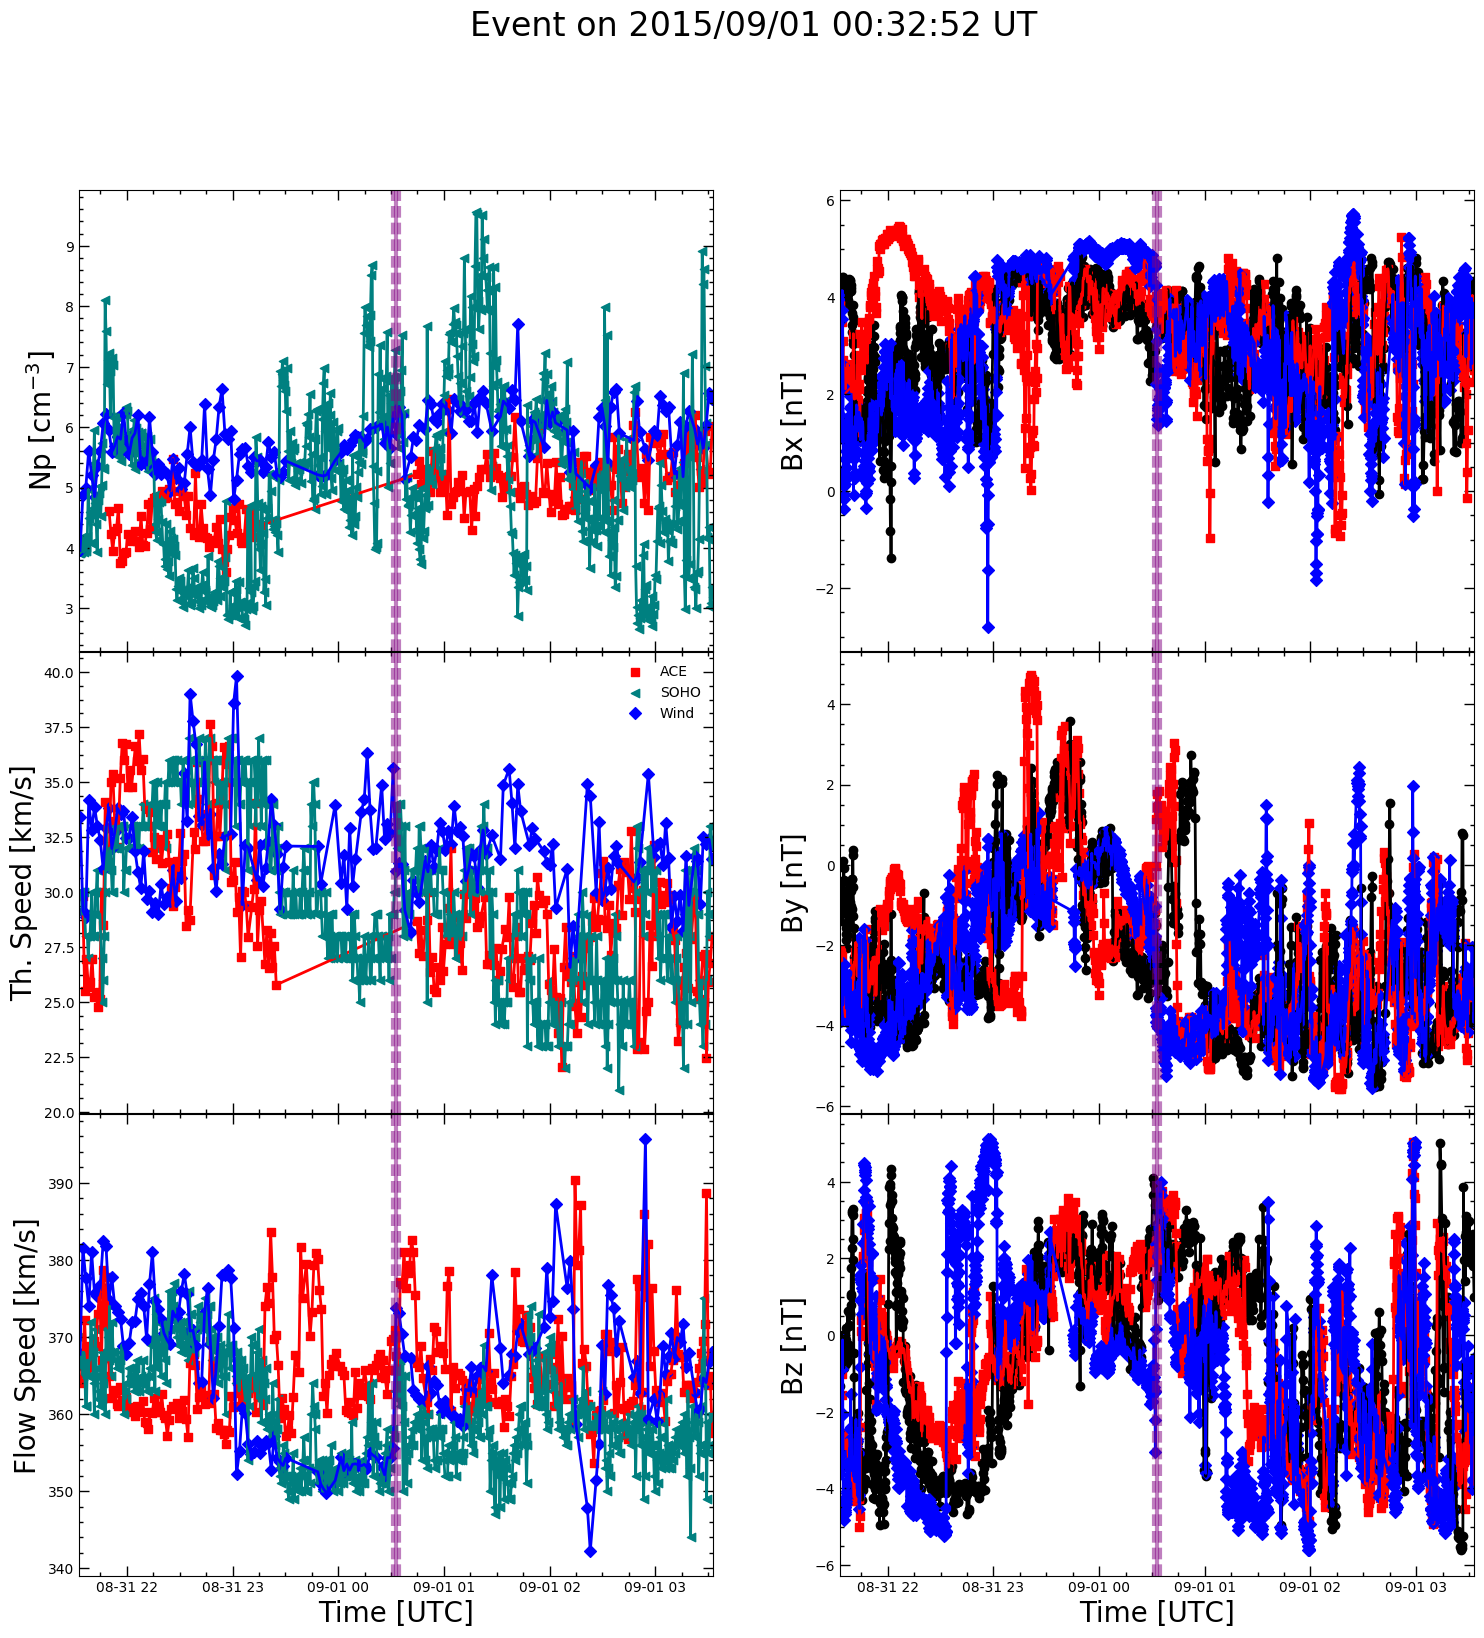 Event on 2015/09/01 00:32:52 UT
Np [cm⁻³]
9
8
7
6
5
4
3
Bx [nT]
6
4
2
0
−2
Th. Speed [km/s]
40.0
37.5
35.0
32.5
30.0
27.5
25.0
22.5
20.0
ACE
SOHO
Wind
By [nT]
4
2
0
−2
−4
−6
Flow Speed [km/s]
390
380
370
360
350
340
08-31 22 08-31 23 09-01 00 09-01 01 09-01 02 09-01 03
Time [UTC]
Bz [nT]
4
2
0
−2
−4
−6
08-31 22 08-31 23 09-01 00 09-01 01 09-01 02 09-01 03
Time [UTC]